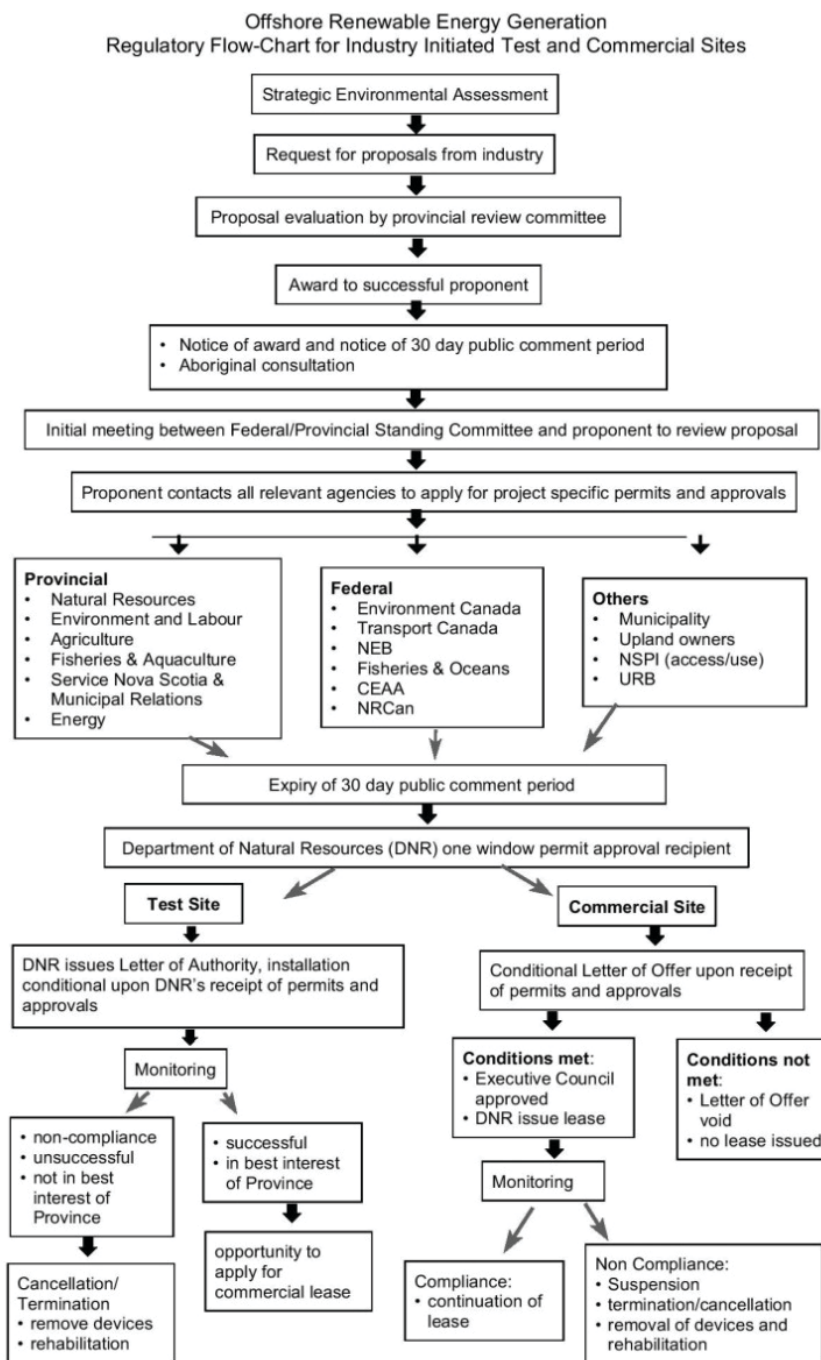 Offshore Renewable Energy Generation
Regulatory Flow-Chart for Industry Initiated Test and Commercial Sites
Strategic Environmental Assessment
Request for proposals from industry
Proposal evaluation by provincial review committee
Award to successful proponent
• Notice of award and notice of 30 day public comment period
• Aboriginal consultation
Initial meeting between Federal/Provincial Standing Committee and proponent to review proposal
Proponent contacts all relevant agencies to apply for project specific permits and approvals
Provincial
• Natural Resources
• Environment and Labour
• Agriculture
• Fisheries & Aquaculture
• Service Nova Scotia &
Municipal Relations
• Energy
Federal
• Environment Canada
• Transport Canada
• NEB
• Fisheries & Oceans
• CEAA
• NRCan
Others
• Municipality
• Upland owners
• NSPI (access/use)
• URB
Expiry of 30 day public comment period
Department of Natural Resources (DNR) one window permit approval recipient
Test Site
DNR issues Letter of Authority, installation
conditional upon DNR's receipt of permits and
approvals
Monitoring
• non-compliance
• unsuccessful
• not in best
interest of
Province
• successful
• in best interest
of Province
Cancellation/
Termination
• remove devices
• rehabilitation
opportunity to
apply for
commercial lease
Commercial Site
Conditional Letter of Offer upon receipt
of permits and approvals
Conditions met:
• Executive Council
approved
• DNR issue lease
Conditions not
met:
• Letter of Offer
void
• no lease issued
Monitoring
Compliance:
• continuation of
lease
Non Compliance:
• Suspension
• termination/cancellation
• removal of devices and
rehabilitation